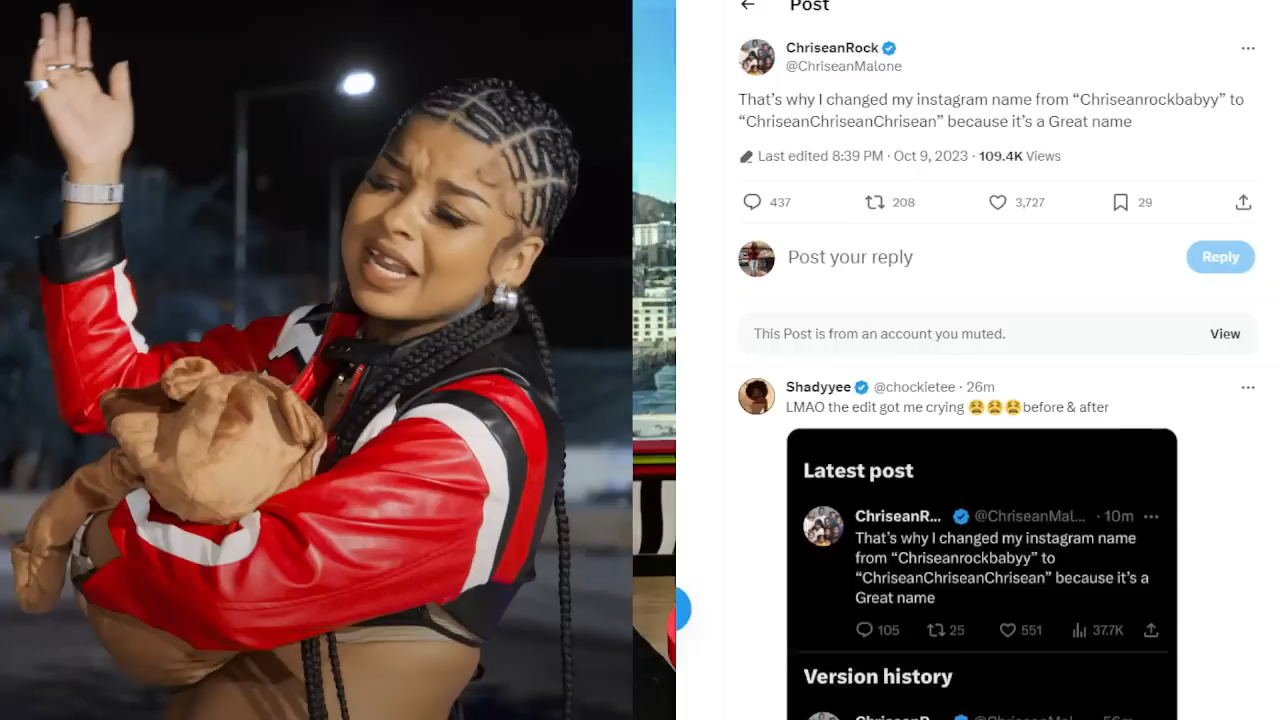 Post
ChriseanRock
@ChriseanMalone
That's why I changed my instagram name from “Chriseanrockbabyy” to
“ChriseanChriseanChrisean” because it's a Great name
Last edited 8:39 PM · Oct 9, 2023 · 109.4K Views
437 208 3,727 29
Post your reply Reply
This Post is from an account you muted. View
Shadyyee @chockietee · 26m
LMAO the edit got me crying 😫😫😫before & after
Latest post
ChriseanR... @ChriseanMal... · 10m
That's why I changed my instagram name
from “Chriseanrockbabyy” to
“ChriseanChriseanChrisean” because it's a
Great name
105 25 551 37.7K
Version history